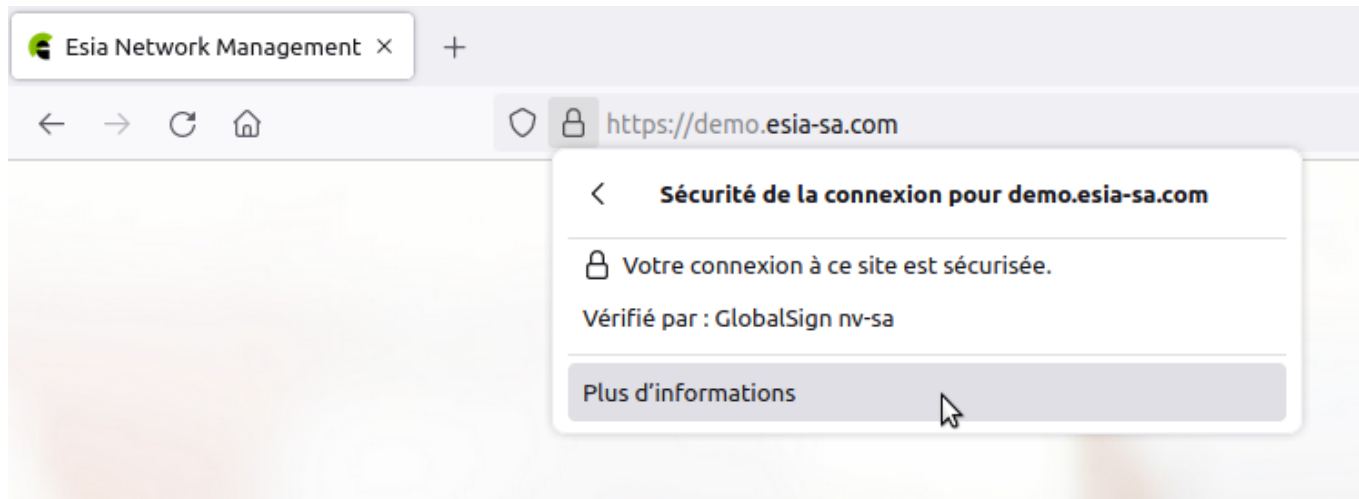 Esia Network Management
https://demo.esia-sa.com
Sécurité de la connexion pour demo.esia-sa.com
Votre connexion à ce site est sécurisée.
Vérifié par : GlobalSign nv-sa
Plus d’informations